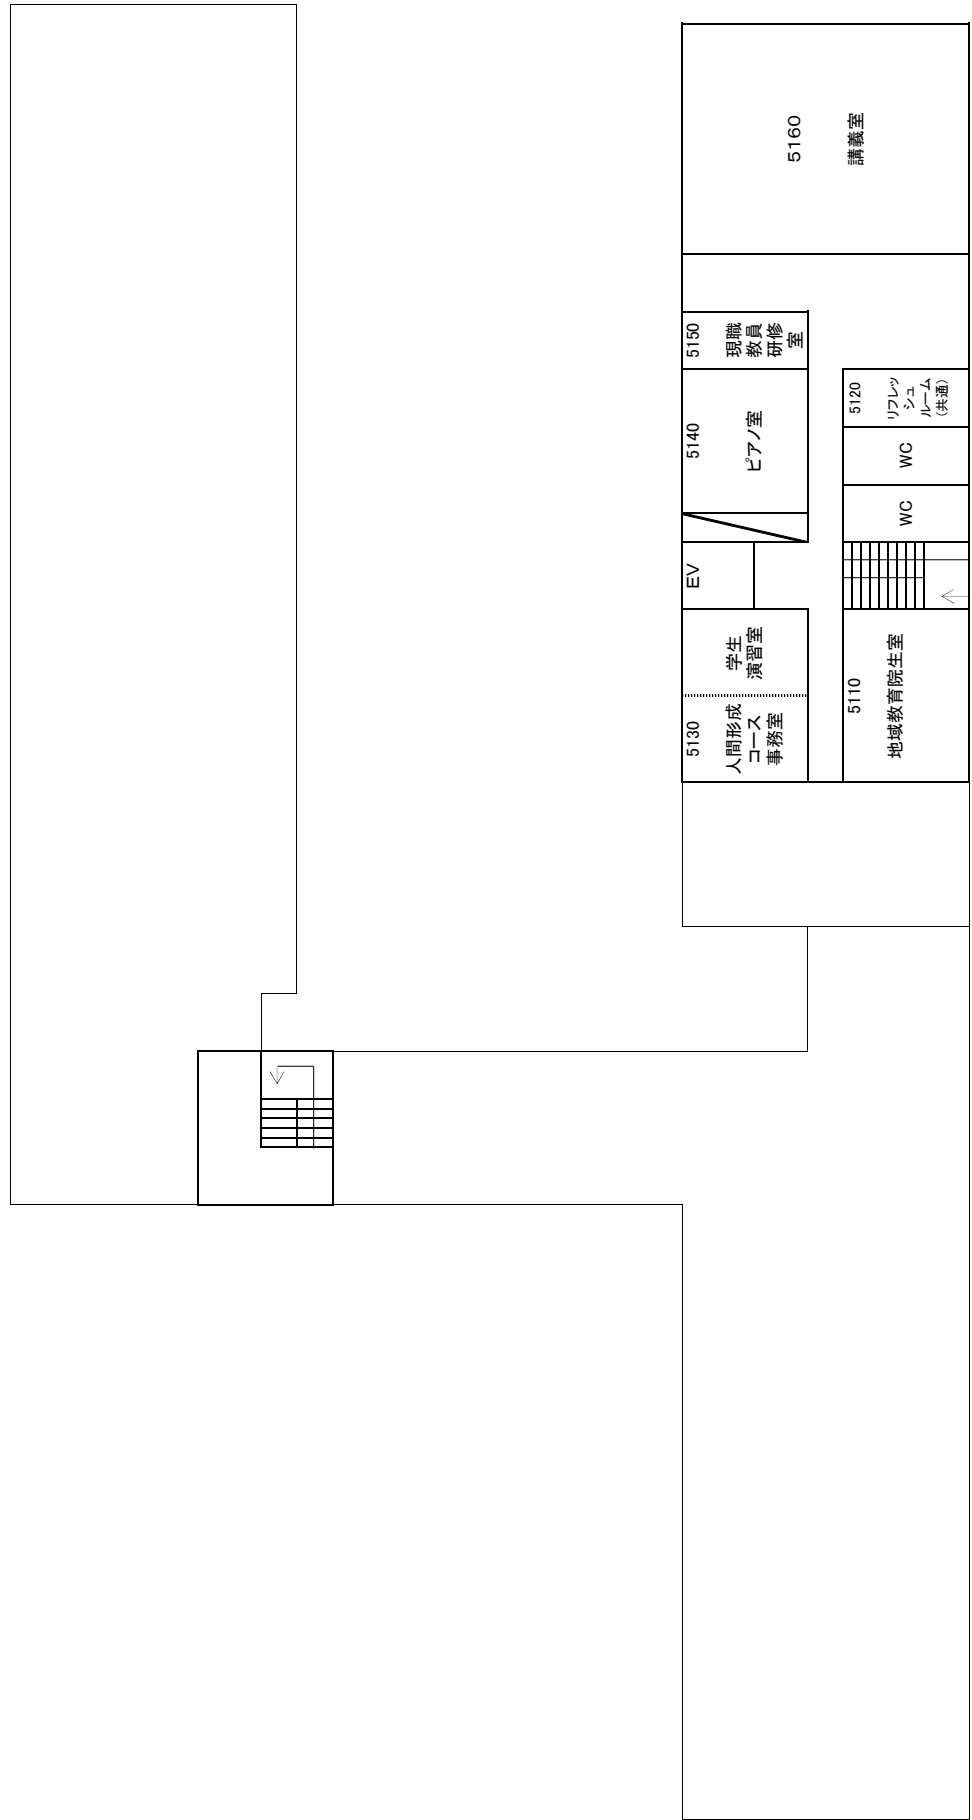 5130
人間形成
コース
事務室
学生
演習室
EV
5140
ピアノ室
5150
現職
教員
研修
室
5160
講義室
5110
地域教育院生室
WC
WC
5120
リフレッ
シュ
ルーム
（共通）